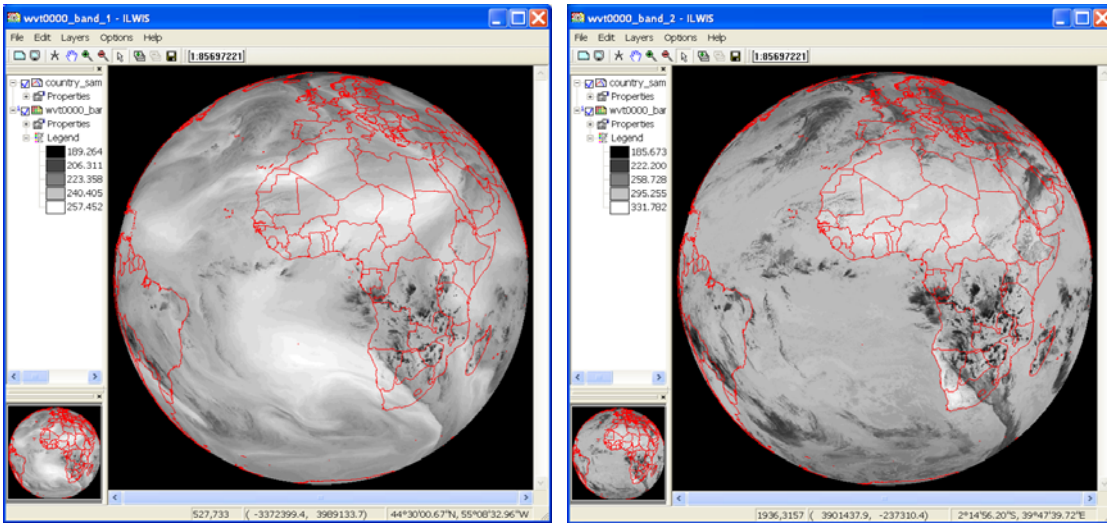 wvt0000_band_1 - ILWIS
File Edit Layers Options Help
1:85697221
country_sam
Properties
wvt0000_bar
Properties
Legend
189.264
206.311
223.358
240.405
257.452
527,733 ( -3372399.4, 3989133.7) 44°30'00.67"N, 55°08'32.96"W
wvt0000_band_2 - ILWIS
File Edit Layers Options Help
1:85697221
country_sam
Properties
wvt0000_bar
Properties
Legend
185.673
222.200
258.728
295.255
331.782
1936,3157 ( 3901437.9, -237310.4) 2°14'56.20"S, 39°47'39.72"E